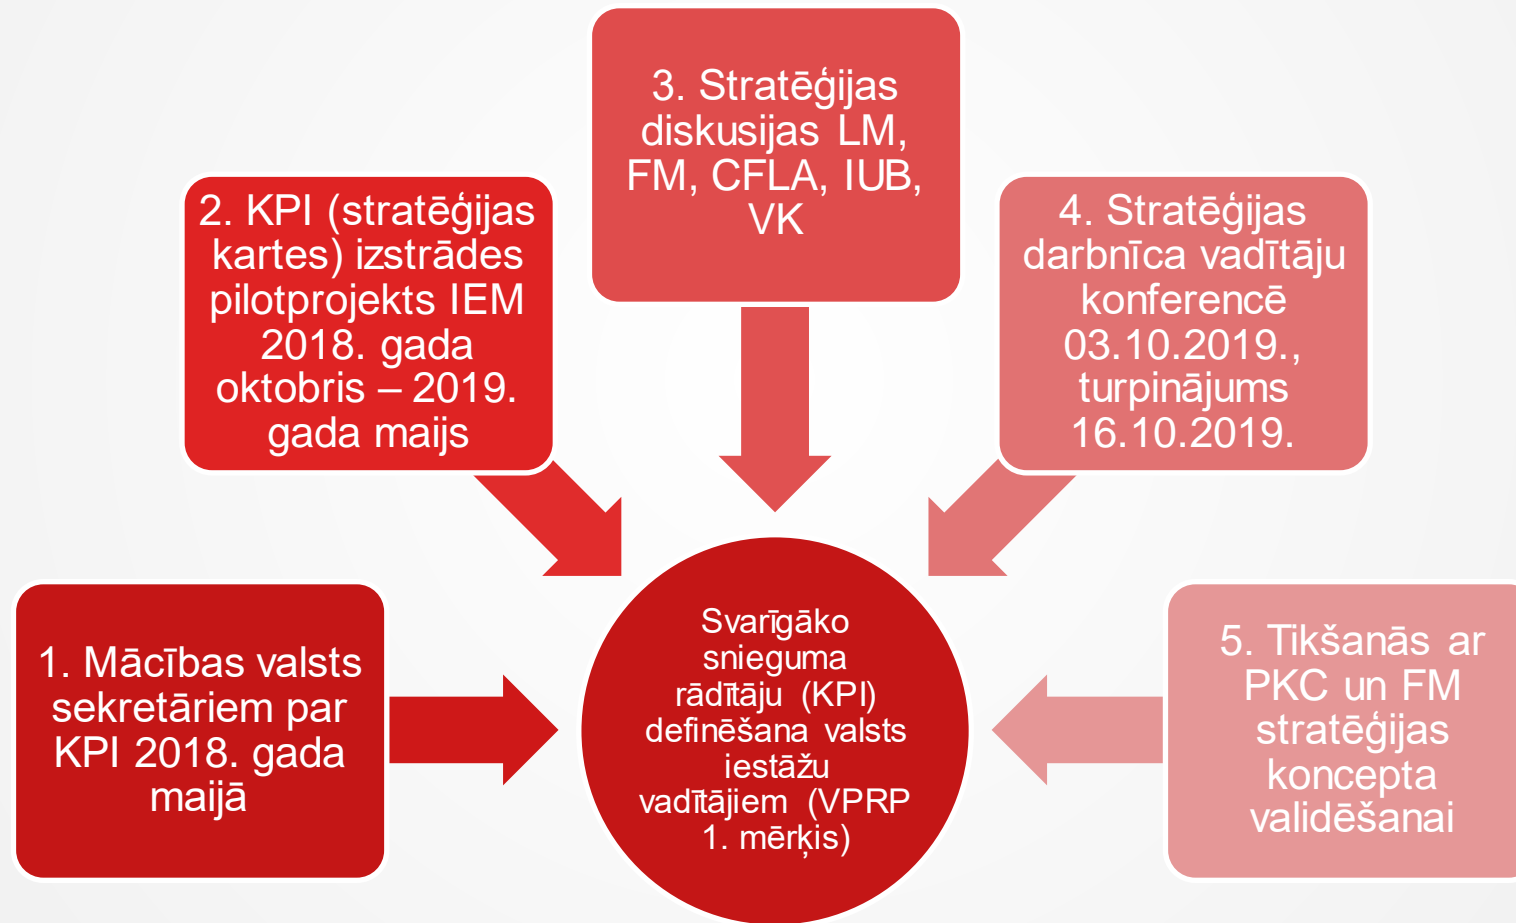 1. Mācības valsts
sekretāriem par
KPI 2018. gada
maijā
2. KPI (stratēģijas
kartes) izstrādes
pilotprojekts IEM
2018. gada
oktobris – 2019.
gada maijs
3. Stratēģijas
diskusijas LM,
FM, CFLA, IUB,
VK
4. Stratēģijas
darbnīca vadītāju
konferencē
03.10.2019.,
turpinājums
16.10.2019.
5. Tikšanās ar
PKC un FM
stratēģijas
koncepta
validēšanai
Svarīgāko
snieguma
rādītāju (KPI)
definēšana valsts
iestāžu
vadītājiem (VPRP
1. mērķis)